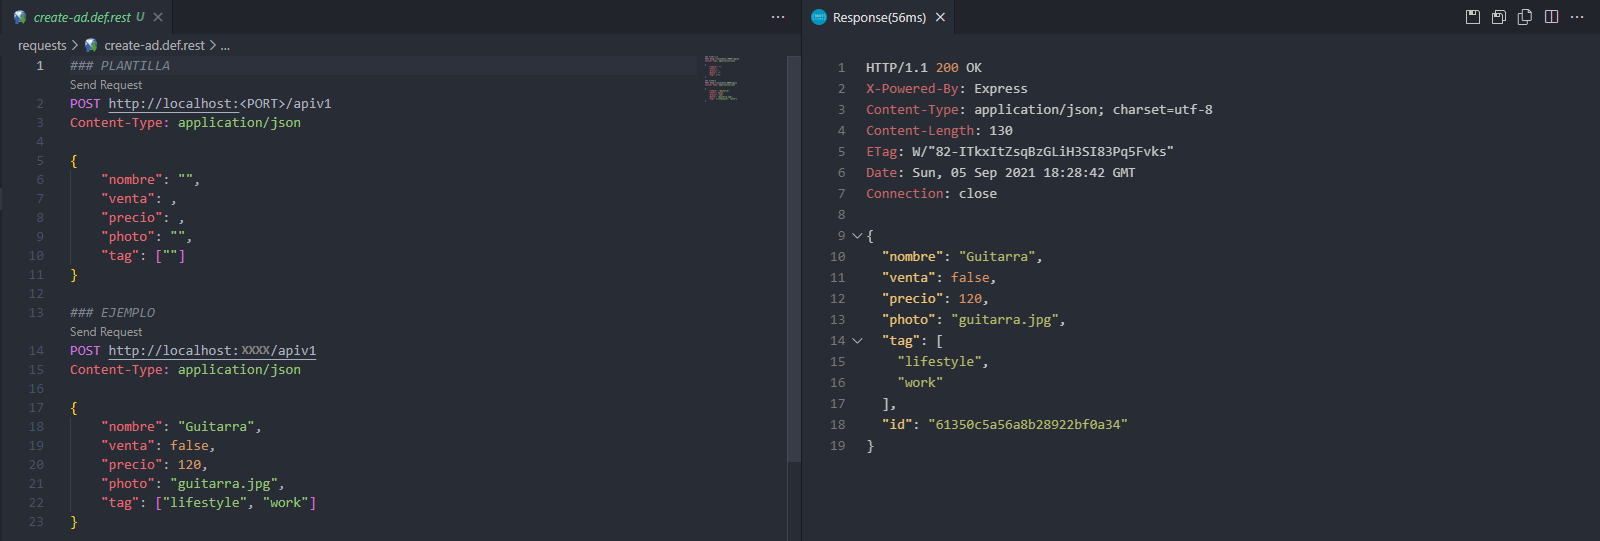 create-ad.def.rest U
requests > create-ad.def.rest > ...
1 ### PLANTILLA
Send Request
2 POST http://localhost:<PORT>/apiv1
3 Content-Type: application/json
4
5 {
6 "nombre": "",
7 "venta": ,
8 "precio": ,
9 "photo": "",
10 "tag": [""]
11 }
12
13 ### EJEMPLO
Send Request
14 POST http://localhost:XXXX/apiv1
15 Content-Type: application/json
16
17 {
18 "nombre": "Guitarra",
19 "venta": false,
20 "precio": 120,
21 "photo": "guitarra.jpg",
22 "tag": ["lifestyle", "work"]
23 }
Response(56ms)
1 HTTP/1.1 200 OK
2 X-Powered-By: Express
3 Content-Type: application/json; charset=utf-8
4 Content-Length: 130
5 ETag: W/"82-ITkxItZsqBzGLiH3SI83Pq5Fvks"
6 Date: Sun, 05 Sep 2021 18:28:42 GMT
7 Connection: close
8
9 {
10 "nombre": "Guitarra",
11 "venta": false,
12 "precio": 120,
13 "photo": "guitarra.jpg",
14 "tag": [
15 "lifestyle",
16 "work"
17 ],
18 "id": "61350c5a56a8b28922bf0a34"
19 }